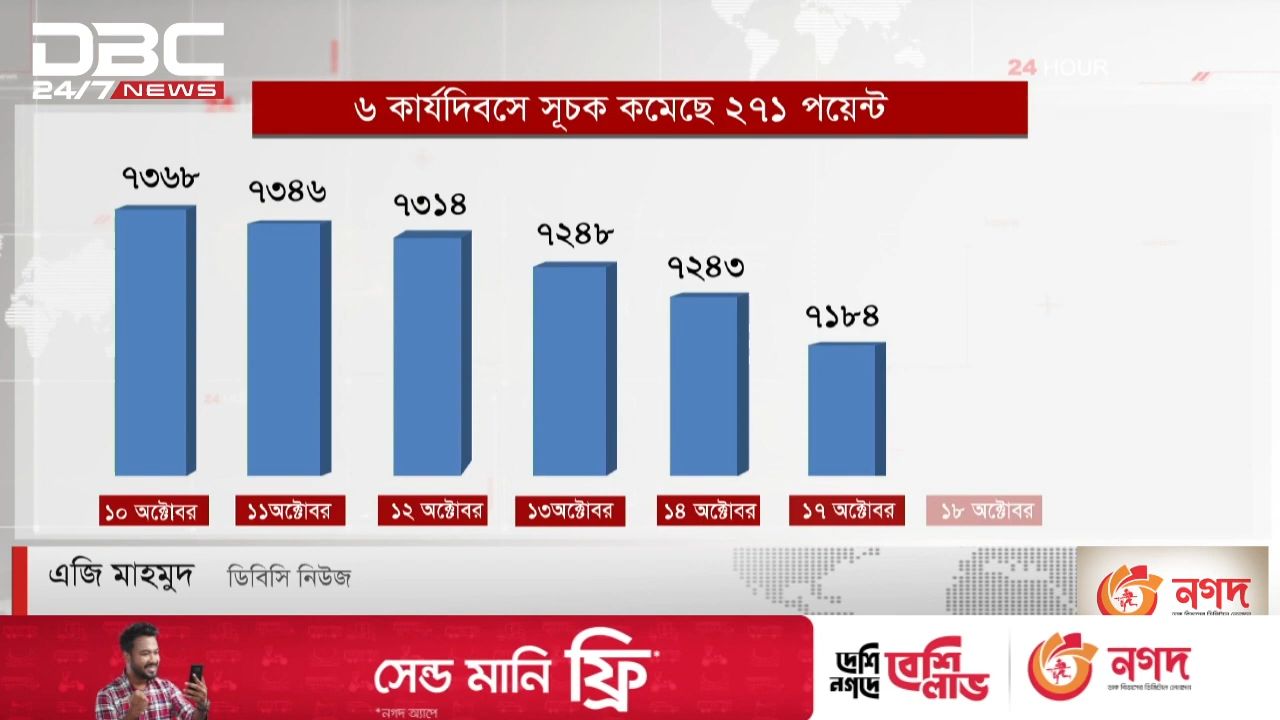 DBC
24/7 NEWS
24 HOUR
৬ কার্যদিবসে সূচক কমেছে ২৭১ পয়েন্ট
৭৩৬৮
৭৩৪৬
৭৩১৪
৭২৪৮
৭২৪৩
৭১৮৪
১০ অক্টোবর
১১অক্টোবর
১২ অক্টোবর
১৩অক্টোবর
১৪ অক্টোবর
১৭ অক্টোবর
১৮ অক্টোবর
এজি মাহমুদ ডিবিসি নিউজ
নগদ
সেন্ড মানি ফ্রি*
*নগদ অ্যাপে
দেশি
নগদে
বেশি
লাভ
নগদ
ডাক বিভাগের ডিজিটাল লেনদেন